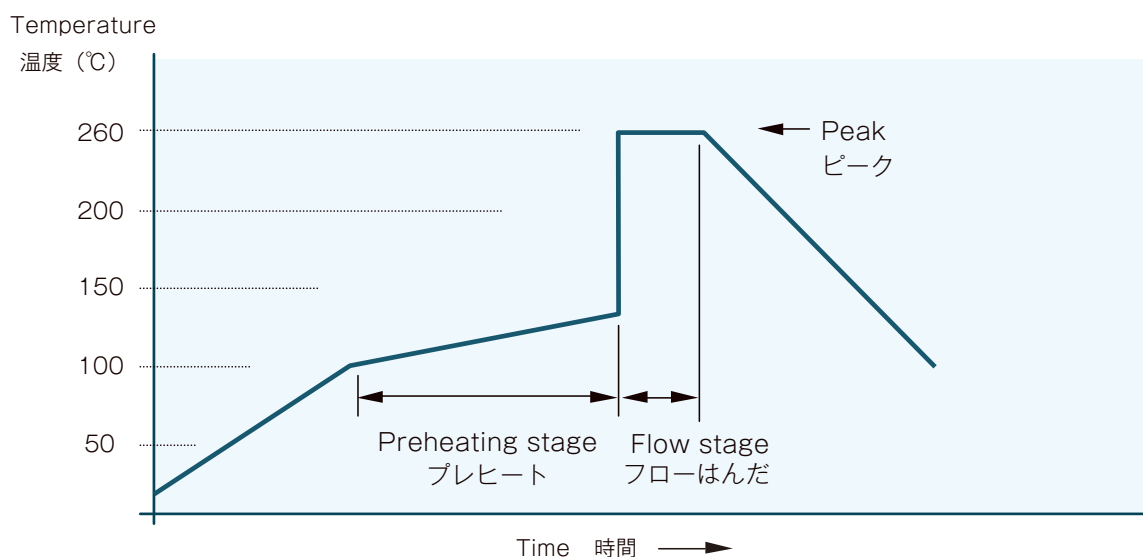 Temperature
温度（℃）
260
200
150
100
50
Peak
ピーク
Preheating stage
プレヒート
Flow stage
フローはんだ
Time 時間